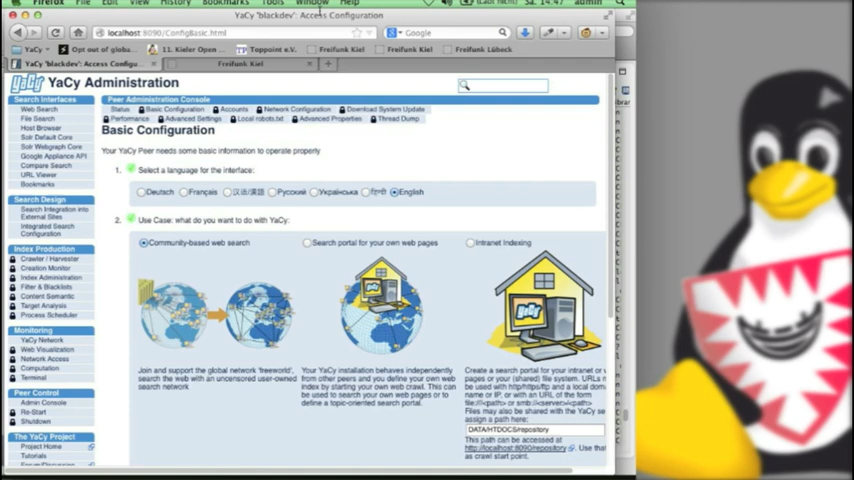 Firefox File Edit View History Bookmarks Tools Window Help Sa. 14:47 admin
YaCy 'blackdev': Access Configuration
localhost:8090/ConfigBasic.html
Google
YaCy Opt out of globa... 11. Kieler Open ... View Toppoint e.V. Freifunk Kiel Freifunk Kiel Freifunk Lübeck
YaCy 'blackdev': Access Configu...
Freifunk Kiel
YaCy Administration
Search Interfaces
Web Search
File Search
Host Browser
Solr Default Core
Solr Webgraph Core
Google Appliance API
Compare Search
URL Viewer
Bookmarks
Search Design
Search Integration into
External Sites
Integrated Search
Configuration
Index Production
Crawler / Harvester
Creation Monitor
Index Administration
Filter & Blacklists
Content Semantic
Target Analysis
Process Scheduler
Monitoring
YaCy Network
Web Visualization
Network Access
Computation
Terminal
Peer Control
Admin Console
Re-Start
Shutdown
The YaCy Project
Project Home
Tutorials
Peer Administration Console
Status Basic Configuration Accounts Network Configuration Download System Update
Performance Advanced Settings Local robots.txt Advanced Properties Thread Dump
Basic Configuration
Your YaCy Peer needs some basic information to operate properly
1. Select a language for the interface:
Deutsch Français 汉语/漢語 Русский Українська हिन्दी English
2. Use Case: what do you want to do with YaCy:
Community-based web search
Join and support the global network 'freeworld',
search the web with an uncensored user-owned
search network
Search portal for your own web pages
Your YaCy installation behaves independently
from other peers and you define your own web
index by starting your own web crawl. This can
be used to search your own web pages or to
define a topic-oriented search portal.
Intranet Indexing
YaCy
Create a search portal for your intranet or w
pages or your (shared) file system. URLs m
be used with http/https/ftp and a local doma
name or IP, or with an URL of the form
Files may also be shared with the YaCy se
assign a path here:
DATA/HTDOCS/repository
This path can be accessed at
http://localhost:8090/repository. Use that
as crawl start point.